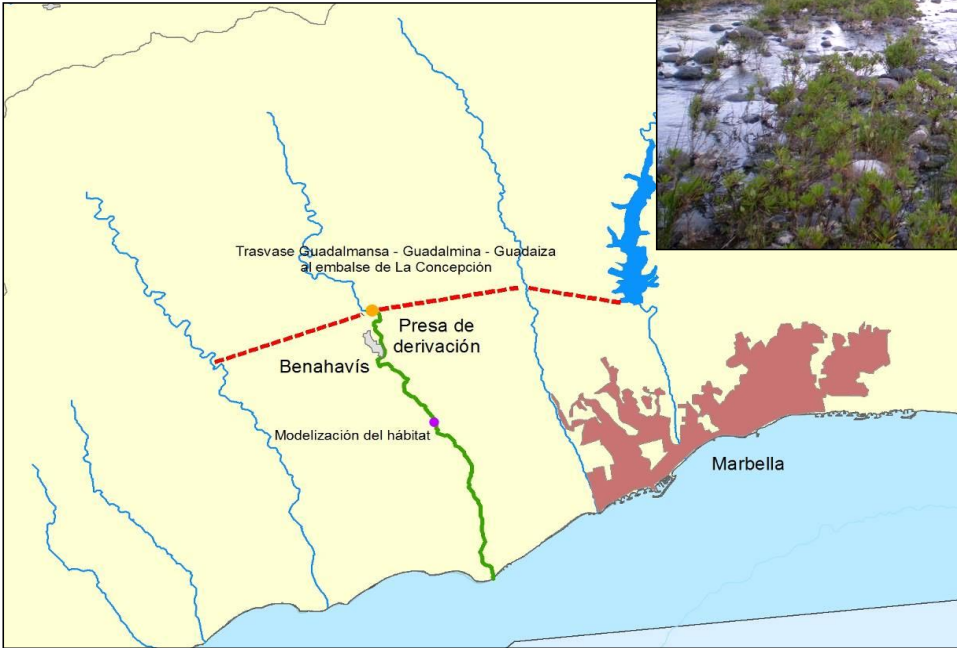 Trasvase Guadalmansa - Guadalmina - Guadaiza
al embalse de La Concepción
Presa de
derivación
Benahavís
Modelización del hábitat
Marbella